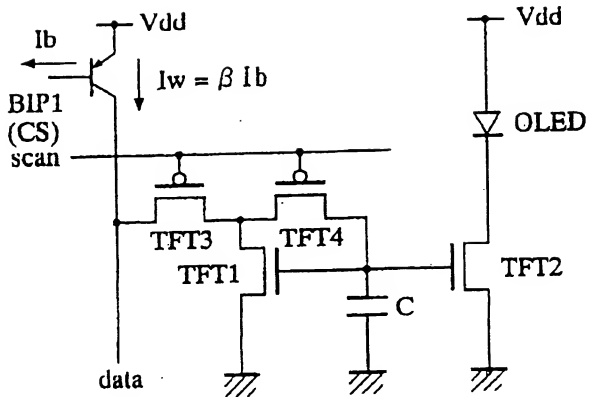 Vdd
Vdd
Ib
Iw = β Ib
BIP1
(CS)
OLED
scan
TFT3
TFT4
TFT1
TFT2
C
data